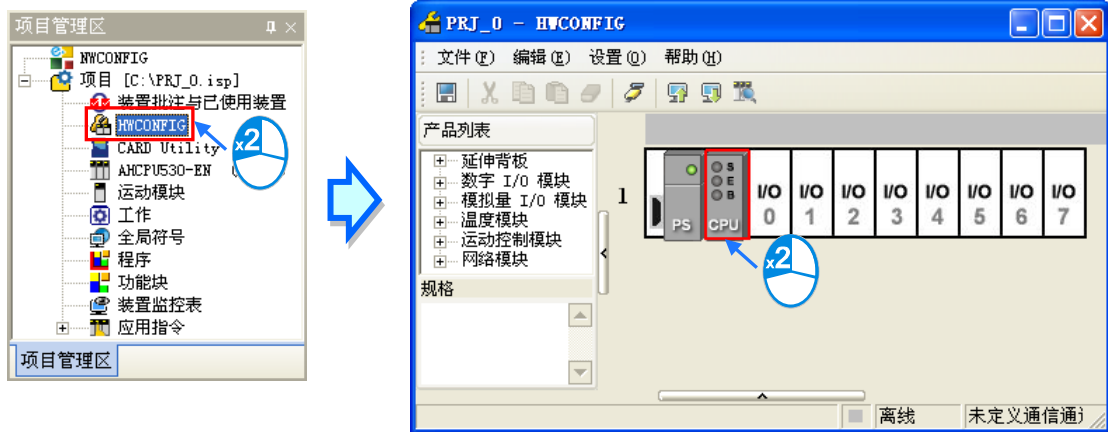 项目管理区
NWCONFIG
项目 [C:\PRJ_0.isp]
装置批注与已使用装置
HWCONFIG
x2
CARD Utility
AHCPU530-EN
运动模块
工作
全局符号
程序
功能块
装置监控表
应用指令
项目管理区
PRJ_0 - HWCONFIG
文件(F) 编辑(E) 设置(O) 帮助(H)
产品列表
延伸背板
数字 I/O 模块
模拟量 I/O 模块
温度模块
运动控制模块
网络模块
规格
1
S
E
B
PS CPU
I/O I/O I/O I/O I/O I/O I/O I/O
0 1 2 3 4 5 6 7
x2
离线 未定义通信通